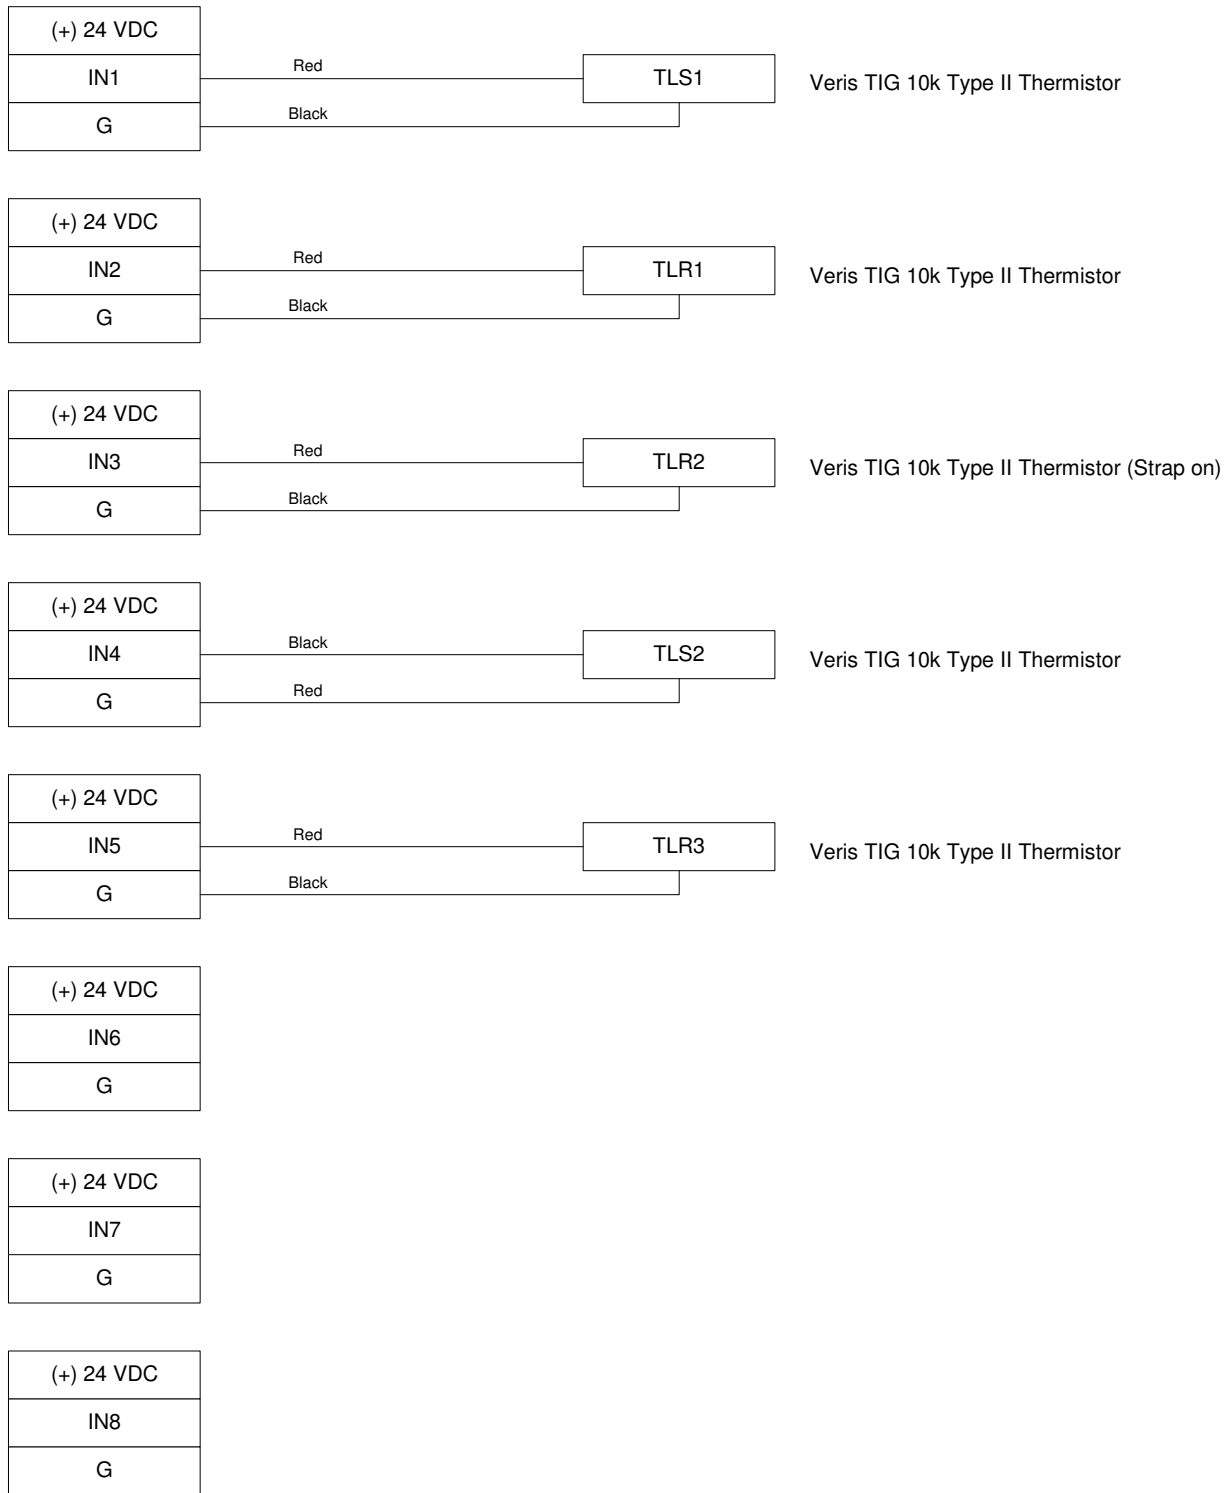 (+) 24 VDC
IN1
Red
TLS1
Veris TIG 10k Type II Thermistor
G
Black
(+) 24 VDC
IN2
Red
TLR1
Veris TIG 10k Type II Thermistor
G
Black
(+) 24 VDC
IN3
Red
TLR2
Veris TIG 10k Type II Thermistor (Strap on)
G
Black
(+) 24 VDC
IN4
Black
TLS2
Veris TIG 10k Type II Thermistor
G
Red
(+) 24 VDC
IN5
Red
TLR3
Veris TIG 10k Type II Thermistor
G
Black
(+) 24 VDC
IN6
G
(+) 24 VDC
IN7
G
(+) 24 VDC
IN8
G